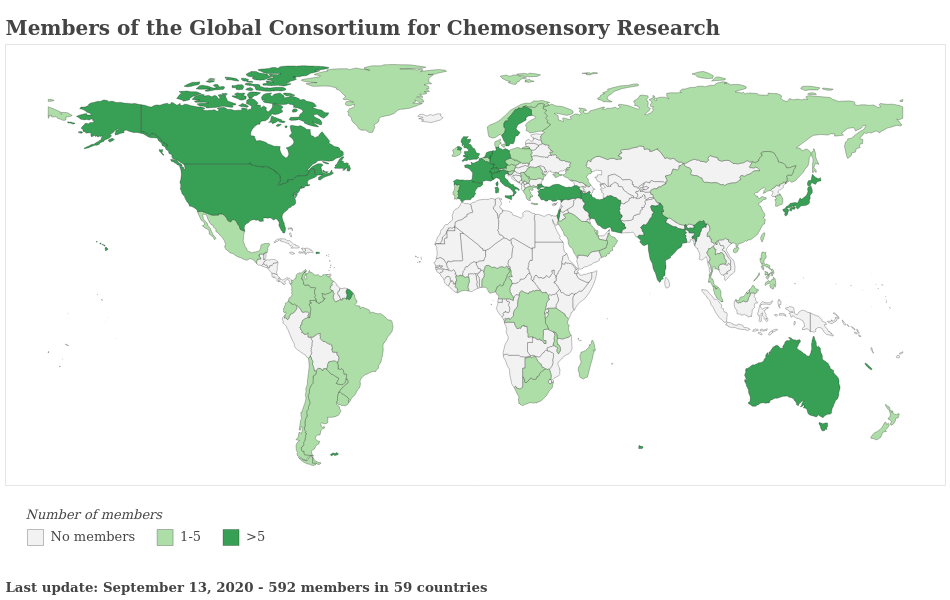 Members of the Global Consortium for Chemosensory Research
Number of members
No members 1-5 >5
Last update: September 13, 2020 - 592 members in 59 countries